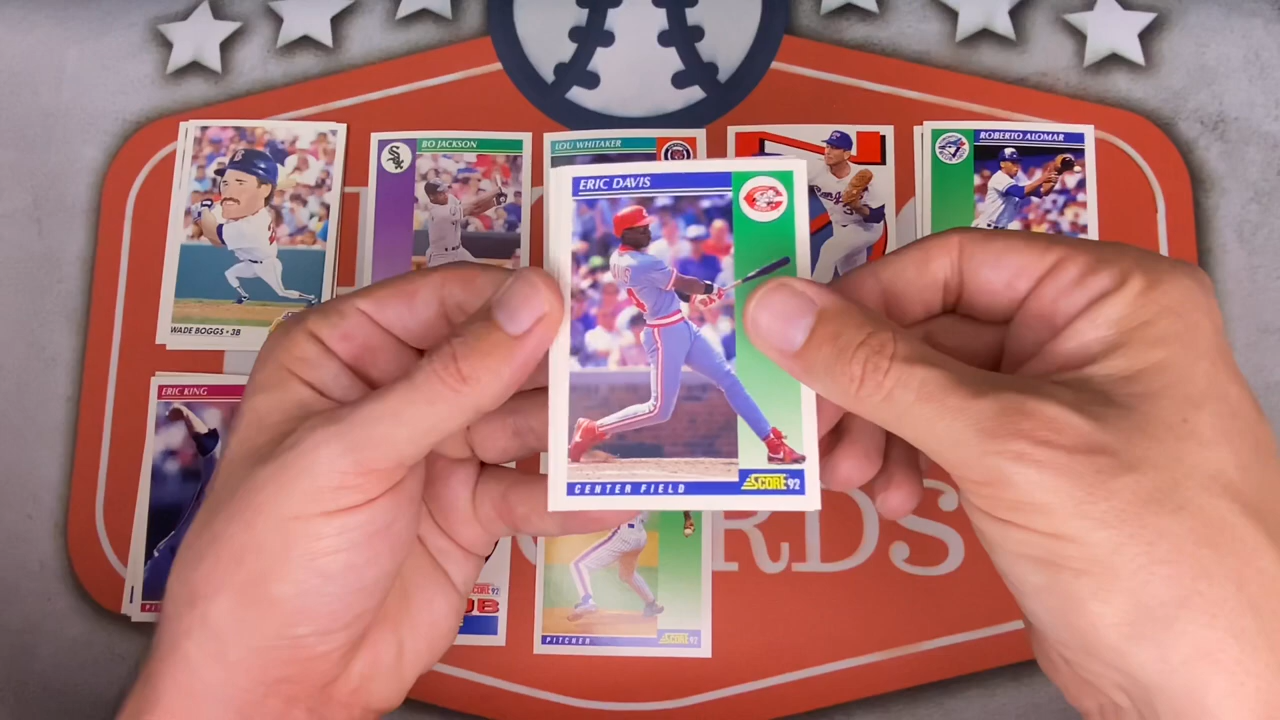 BO JACKSON
LOU WHITAKER
ROBERTO ALOMAR
WADE BOGGS • 3B
ERIC DAVIS
CENTER FIELD
SCORE 92
ERIC KING
SCORE 92
PITCHER
SCORE 92
RDS